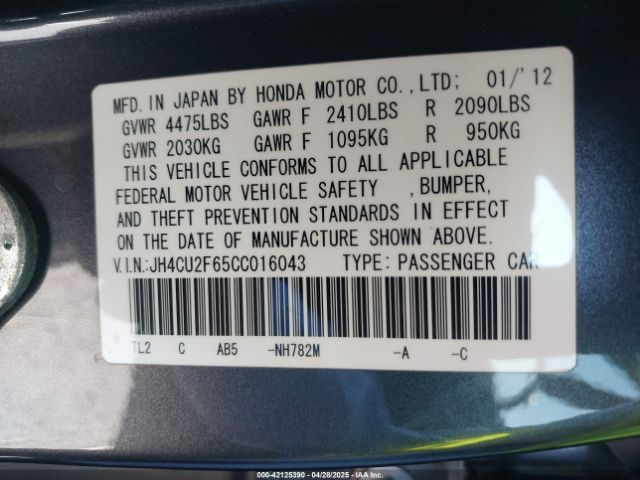 MFD. IN JAPAN BY HONDA MOTOR CO.,LTD; 01/'12
GVWR 4475LBS GAWR F 2410LBS R 2090LBS
GVWR 2030KG GAWR F 1095KG R 950KG
THIS VEHICLE CONFORMS TO ALL APPLICABLE
FEDERAL MOTOR VEHICLE SAFETY ,BUMPER,
AND THEFT PREVENTION STANDARDS IN EFFECT
ON THE DATE OF MANUFACTURE SHOWN ABOVE.
V.I.N.:JH4CU2F65CC016043 TYPE: PASSENGER CAR
TL2 C AB5 -NH782M -A -C
000-42125390 - 04/28/2025 - IAAI.COM